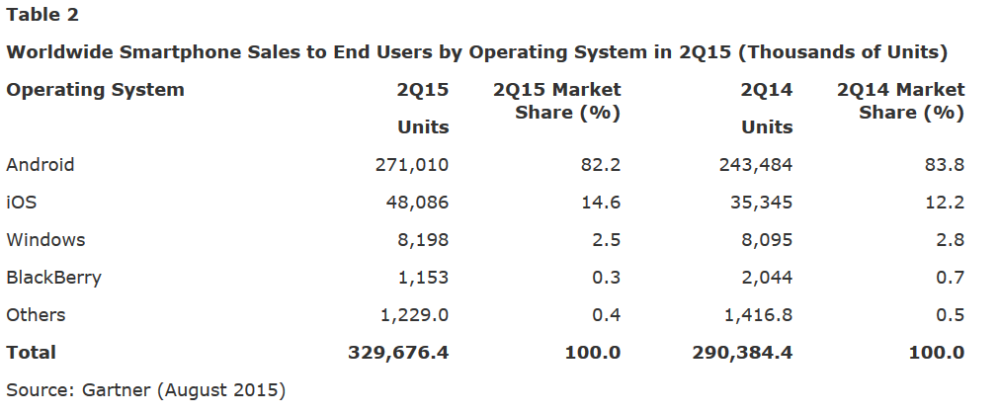 Table 2
Worldwide Smartphone Sales to End Users by Operating System in 2Q15 (Thousands of Units)
Operating System 2Q15 Units 2Q15 Market Share (%) 2Q14 Units 2Q14 Market Share (%)
Android 271,010 82.2 243,484 83.8
iOS 48,086 14.6 35,345 12.2
Windows 8,198 2.5 8,095 2.8
BlackBerry 1,153 0.3 2,044 0.7
Others 1,229.0 0.4 1,416.8 0.5
Total 329,676.4 100.0 290,384.4 100.0
Source: Gartner (August 2015)